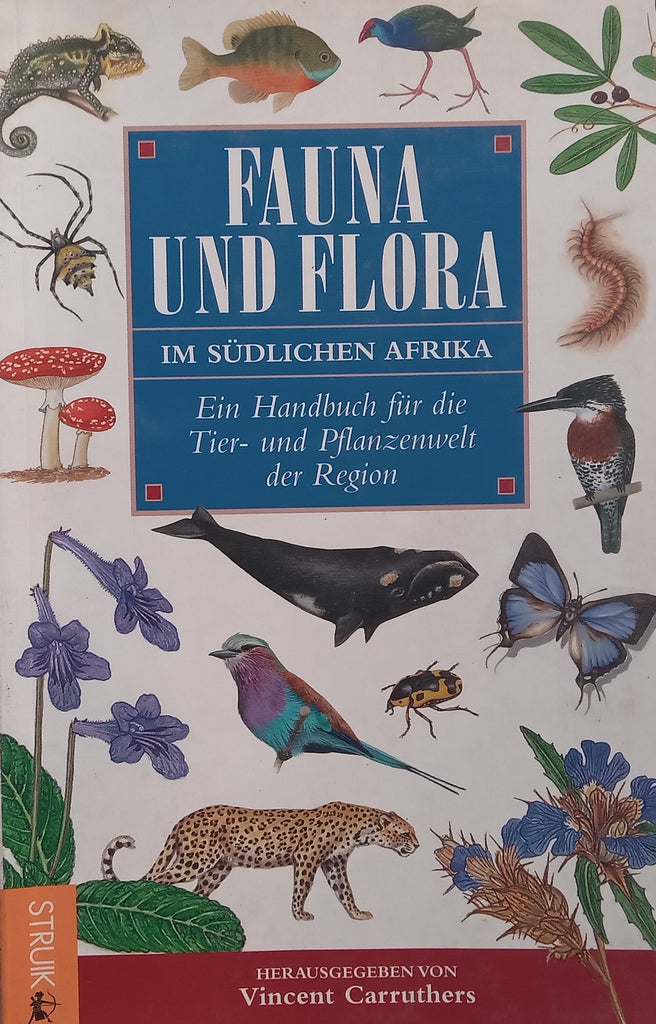 FAUNA
UND FLORA
IM SÜDLICHEN AFRIKA
Ein Handbuch für die
Tier- und Pflanzenwelt
der Region
STRUIK
HERAUSGEGEBEN VON
Vincent Carruthers